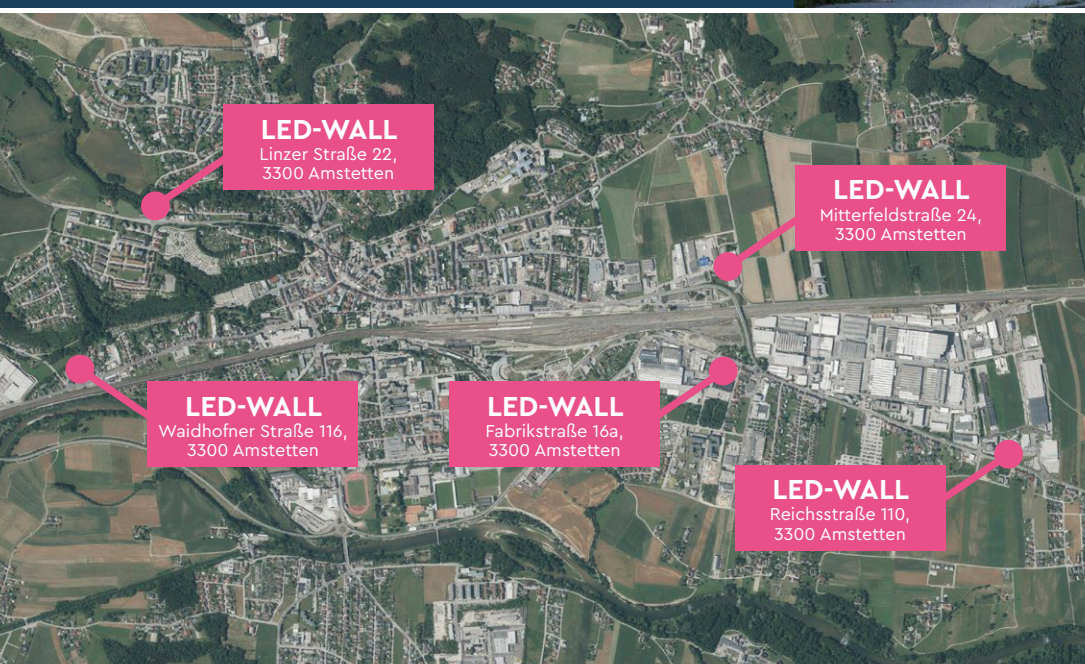 LED-WALL
Linzer Straße 22,
3300 Amstetten
LED-WALL
Mitterfeldstraße 24,
3300 Amstetten
LED-WALL
Waidhofner Straße 116,
3300 Amstetten
LED-WALL
Fabrikstraße 16a,
3300 Amstetten
LED-WALL
Reichsstraße 110,
3300 Amstetten